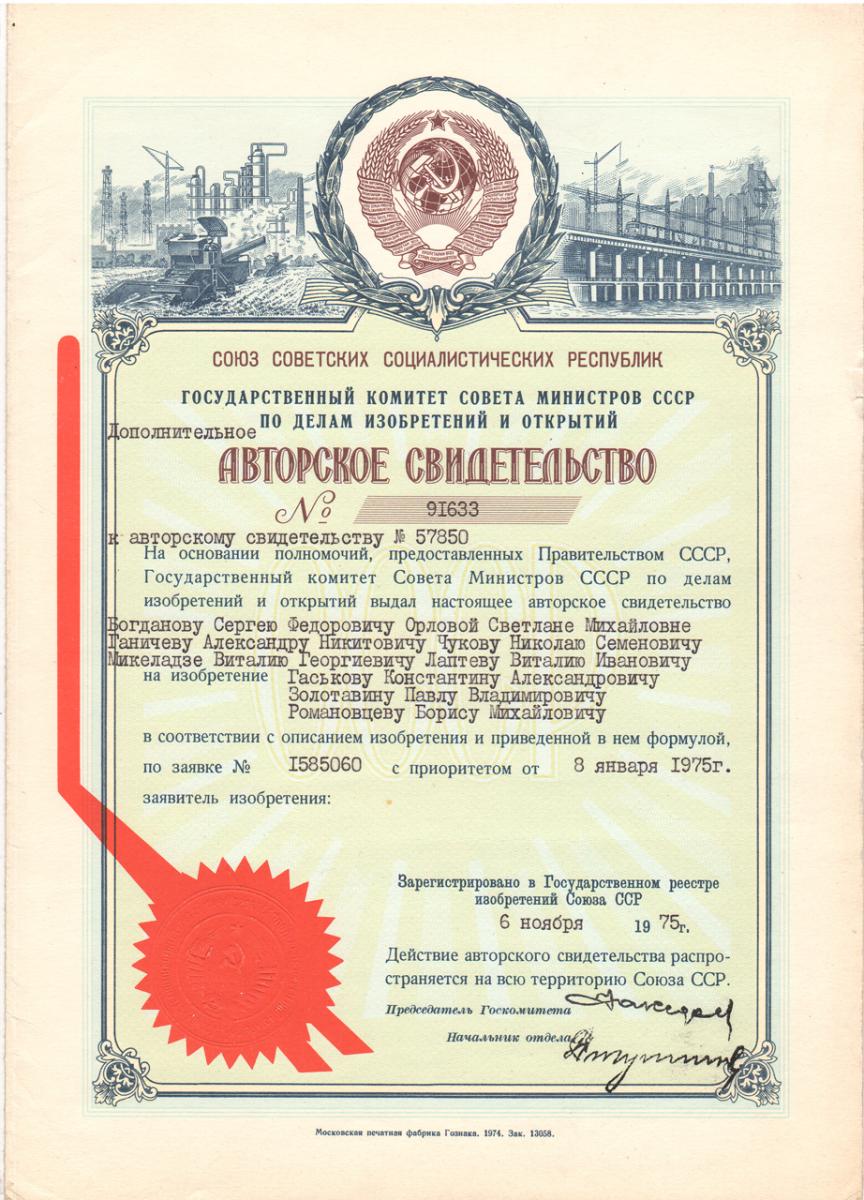 СОЮЗ СОВЕТСКИХ СОЦИАЛИСТИЧЕСКИХ РЕСПУБЛИК
ГОСУДАРСТВЕННЫЙ КОМИТЕТ СОВЕТА МИНИСТРОВ СССР
ПО ДЕЛАМ ИЗОБРЕТЕНИЙ И ОТКРЫТИЙ
Дополнительное
АВТОРСКОЕ СВИДЕТЕЛЬСТВО
№ 9I633
к авторскому свидетельству № 57850
На основании полномочий, предоставленных Правительством СССР,
Государственный комитет Совета Министров СССР по делам
изобретений и открытий выдал настоящее авторское свидетельство
Богданову Сергею Федоровичу Орловой Светлане Михайловне
Ганичеву Александру Никитовичу Чукову Николаю Семеновичу
Микеладзе Виталию Георгиевичу Лаптеву Виталию Ивановичу
на изобретение Гаськову Константину Александровичу
Золотавину Павлу Владимировичу
Романовцеву Борису Михайловичу
в соответствии с описанием изобретения и приведенной в нем формулой,
по заявке № I585060 с приоритетом от 8 января I975г.
заявитель изобретения:
Зарегистрировано в Государственном реестре
изобретений Союза ССР
6 ноября 19 75г.
Действие авторского свидетельства распро-
страняется на всю территорию Союза ССР.
Председатель Госкомитета
Начальник отдела
Московская печатная фабрика Гознака. 1974. Зак. 13058.